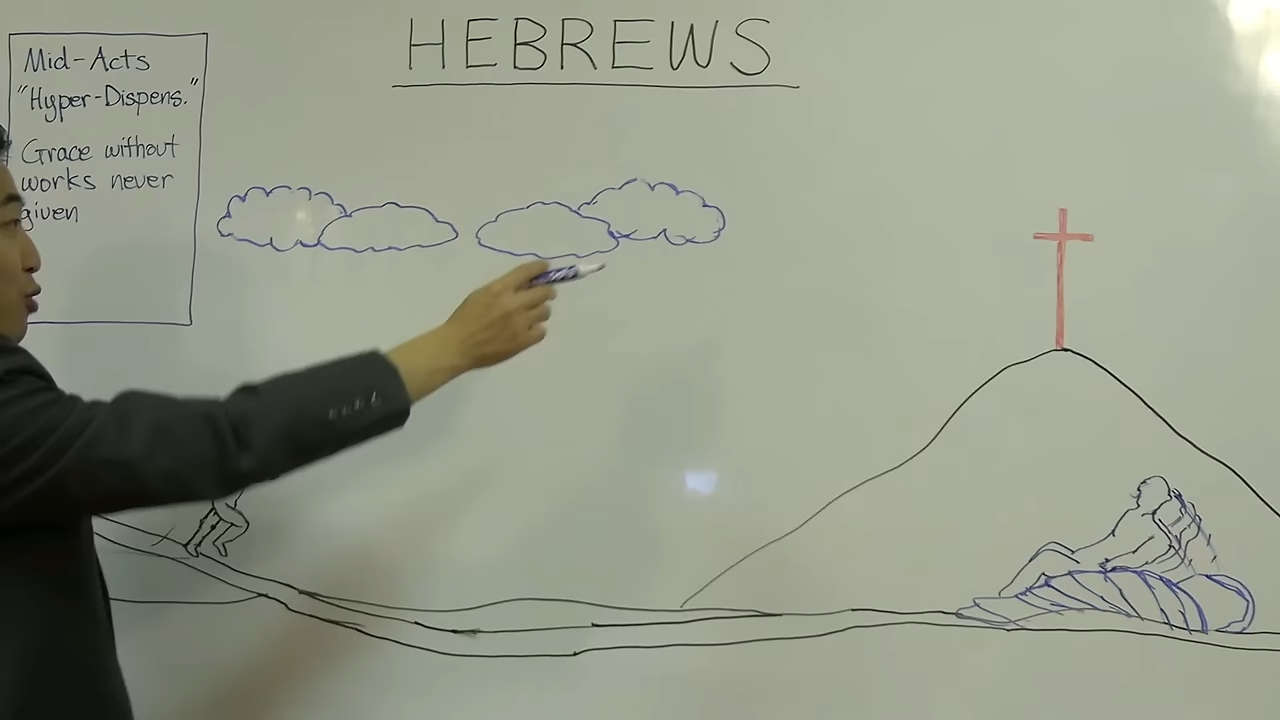 HEBREWS
Mid-Acts
"Hyper-Dispens."
Grace without
works never
given